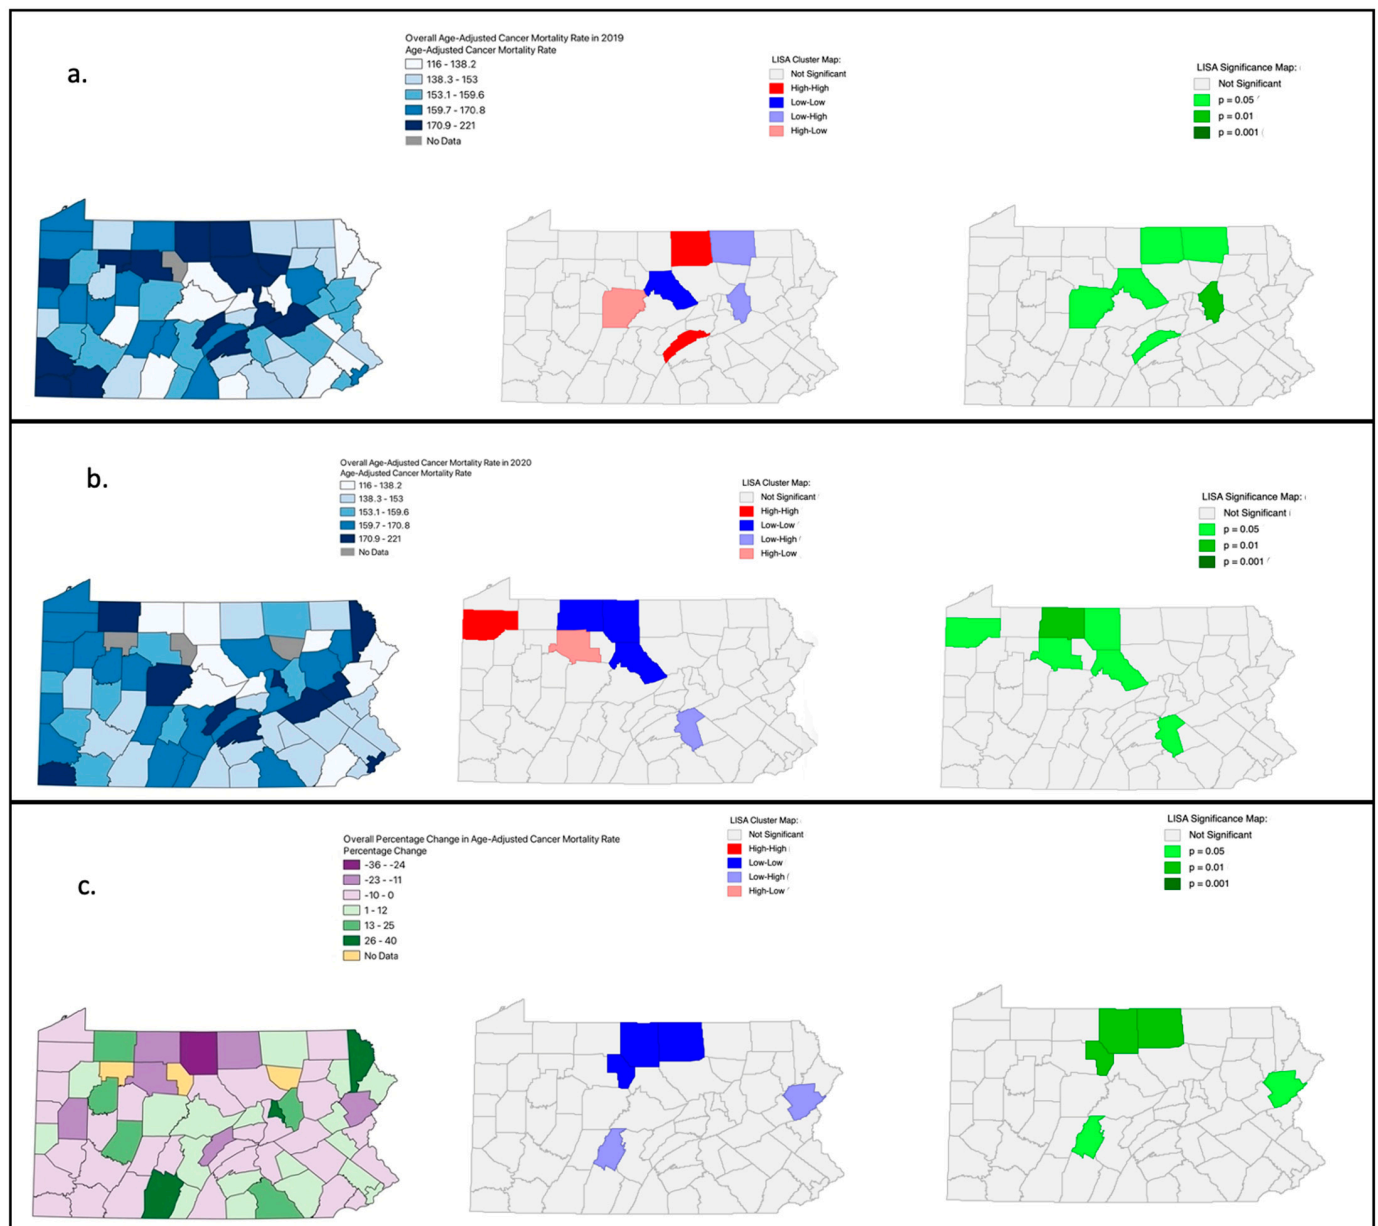 a.
Overall Age-Adjusted Cancer Mortality Rate in 2019
Age-Adjusted Cancer Mortality Rate
116 - 138.2
138.3 - 153
153.1 - 159.6
159.7 - 170.8
170.9 - 221
No Data
LISA Cluster Map:
Not Significant
High-High
Low-Low
Low-High
High-Low
LISA Significance Map:
Not Significant
p = 0.05
p = 0.01
p = 0.001
b.
Overall Age-Adjusted Cancer Mortality Rate in 2020
Age-Adjusted Cancer Mortality Rate
116 - 138.2
138.3 - 153
153.1 - 159.6
159.7 - 170.8
170.9 - 221
No Data
LISA Cluster Map:
Not Significant
High-High
Low-Low
Low-High
High-Low
LISA Significance Map:
Not Significant
p = 0.05
p = 0.01
p = 0.001
c.
Overall Percentage Change in Age-Adjusted Cancer Mortality Rate
Percentage Change
-36 - -24
-23 - -11
-10 - 0
1 - 12
13 - 25
26 - 40
No Data
LISA Cluster Map:
Not Significant
High-High
Low-Low
Low-High
High-Low
LISA Significance Map:
Not Significant
p = 0.05
p = 0.01
p = 0.001